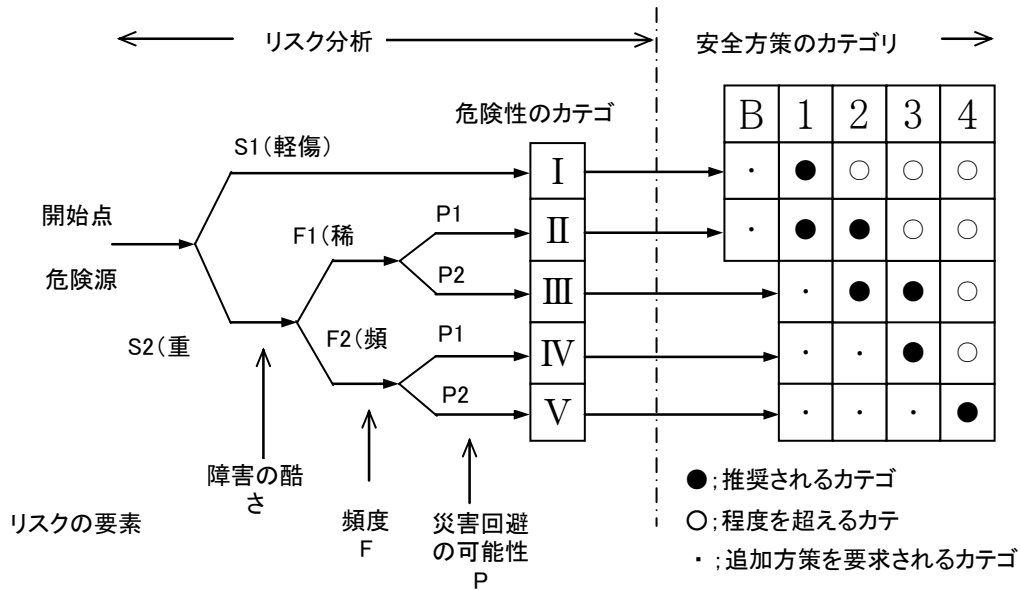 リスク分析
安全方策のカテゴリ
危険性のカテゴ
B 1 2 3 4
S1(軽傷)
Ⅰ
・ ● ○ ○ ○
開始点
危険源
F1(稀
P1
Ⅱ
・ ● ● ○ ○
P2
Ⅲ
・ ● ● ○
S2(重
F2(頻
P1
Ⅳ
・ ・ ● ○
P2
Ⅴ
・ ・ ・ ●
リスクの要素
障害の酷
さ
頻度
F
災害回避
の可能性
P
●;推奨されるカテゴ
○;程度を超えるカテ
・;追加方策を要求されるカテゴ